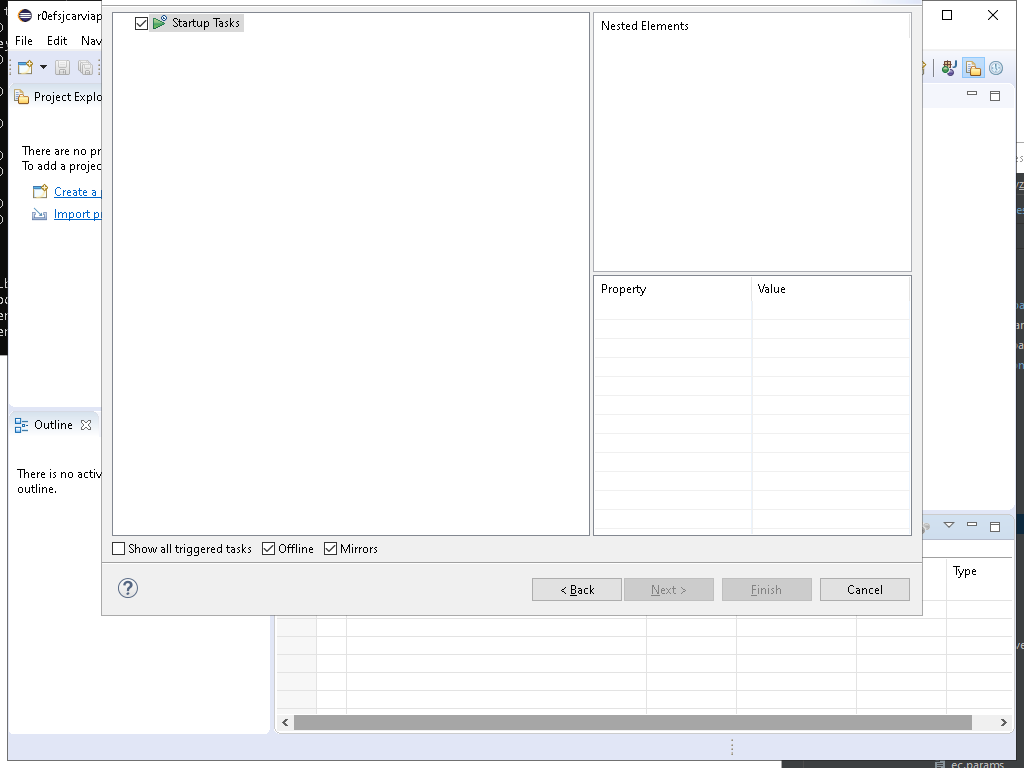 r0efsjcarviap
File Edit Nav
Startup Tasks
Nested Elements
Project Explo
There are no pr
To add a projec
Create a
Import p
Property Value
Outline
There is no activ
outline.
Show all triggered tasks Offline Mirrors
Type
< Back Next > Finish Cancel
ec.params